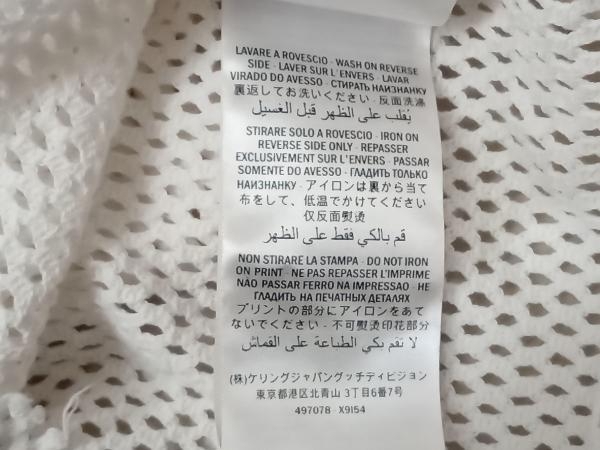 LAVARE A ROVESCIO - WASH ON REVERSE
SIDE - LAVER SUR L'ENVERS - LAVAR
VIRADO DO AVESSO - СТИРАТЬ НАИЗНАНКУ
裏返してお洗いください - 反面洗滌
يُقلب على الظهر قبل الغسيل
STIRARE SOLO A ROVESCIO - IRON ON
REVERSE SIDE ONLY - REPASSER
EXCLUSIVEMENT SUR L'ENVERS - PASSAR
SOMENTE DO AVESSO - ГЛАДИТЬ ТОЛЬКО
НАИЗНАНКУ - アイロンは裏から当て
布をして、低温でかけてください
仅反面熨烫
قم بالكي فقط على الظهر
NON STIRARE LA STAMPA - DO NOT IRON
ON PRINT - NE PAS REPASSER L'IMPRIME
NÃO PASSAR FERRO NA IMPRESSAO - НЕ
ГЛАДИТЬ НА ПЕЧАТНЫХ ДЕТАЛЯХ
プリントの部分にアイロンをあて
ないでください - 不可熨烫印花部分
لا تقم بكي الطباعة على القماش
(株)ケリングジャパングッチディビジョン
東京都港区北青山 3丁目6番7号
497078 - X9I54